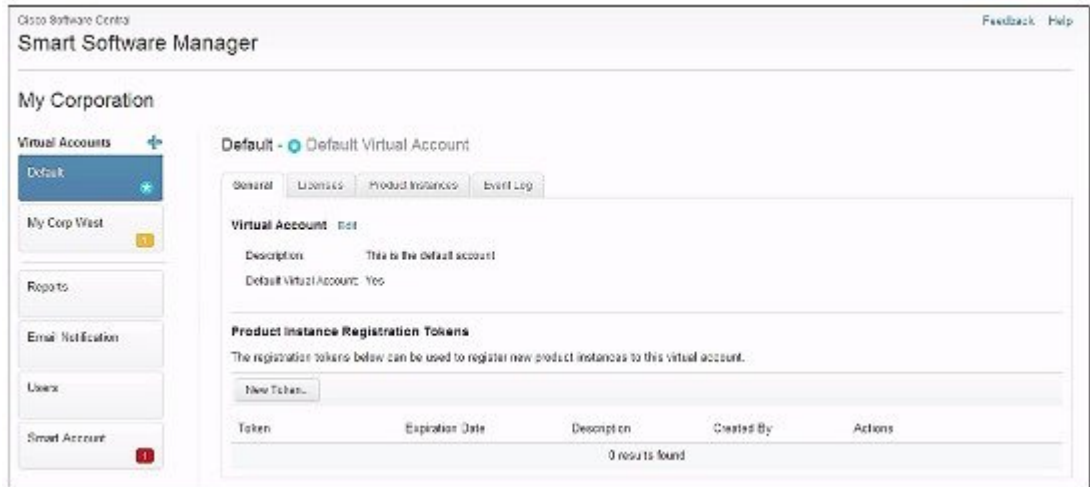 Cisco Software Central
Feedback Help
Smart Software Manager
My Corporation
Virtual Accounts
Default
My Corp West
1
Reports
Email Notification
Users
Smart Account
1
Default - Default Virtual Account
General Licenses Product Instances Event Log
Virtual Account Edit
Description: This is the default account
Default Virtual Account: Yes
Product Instance Registration Tokens
The registration tokens below can be used to register new product instances to this virtual account.
New Token...
Token Expiration Date Description Created By Actions
0 results found